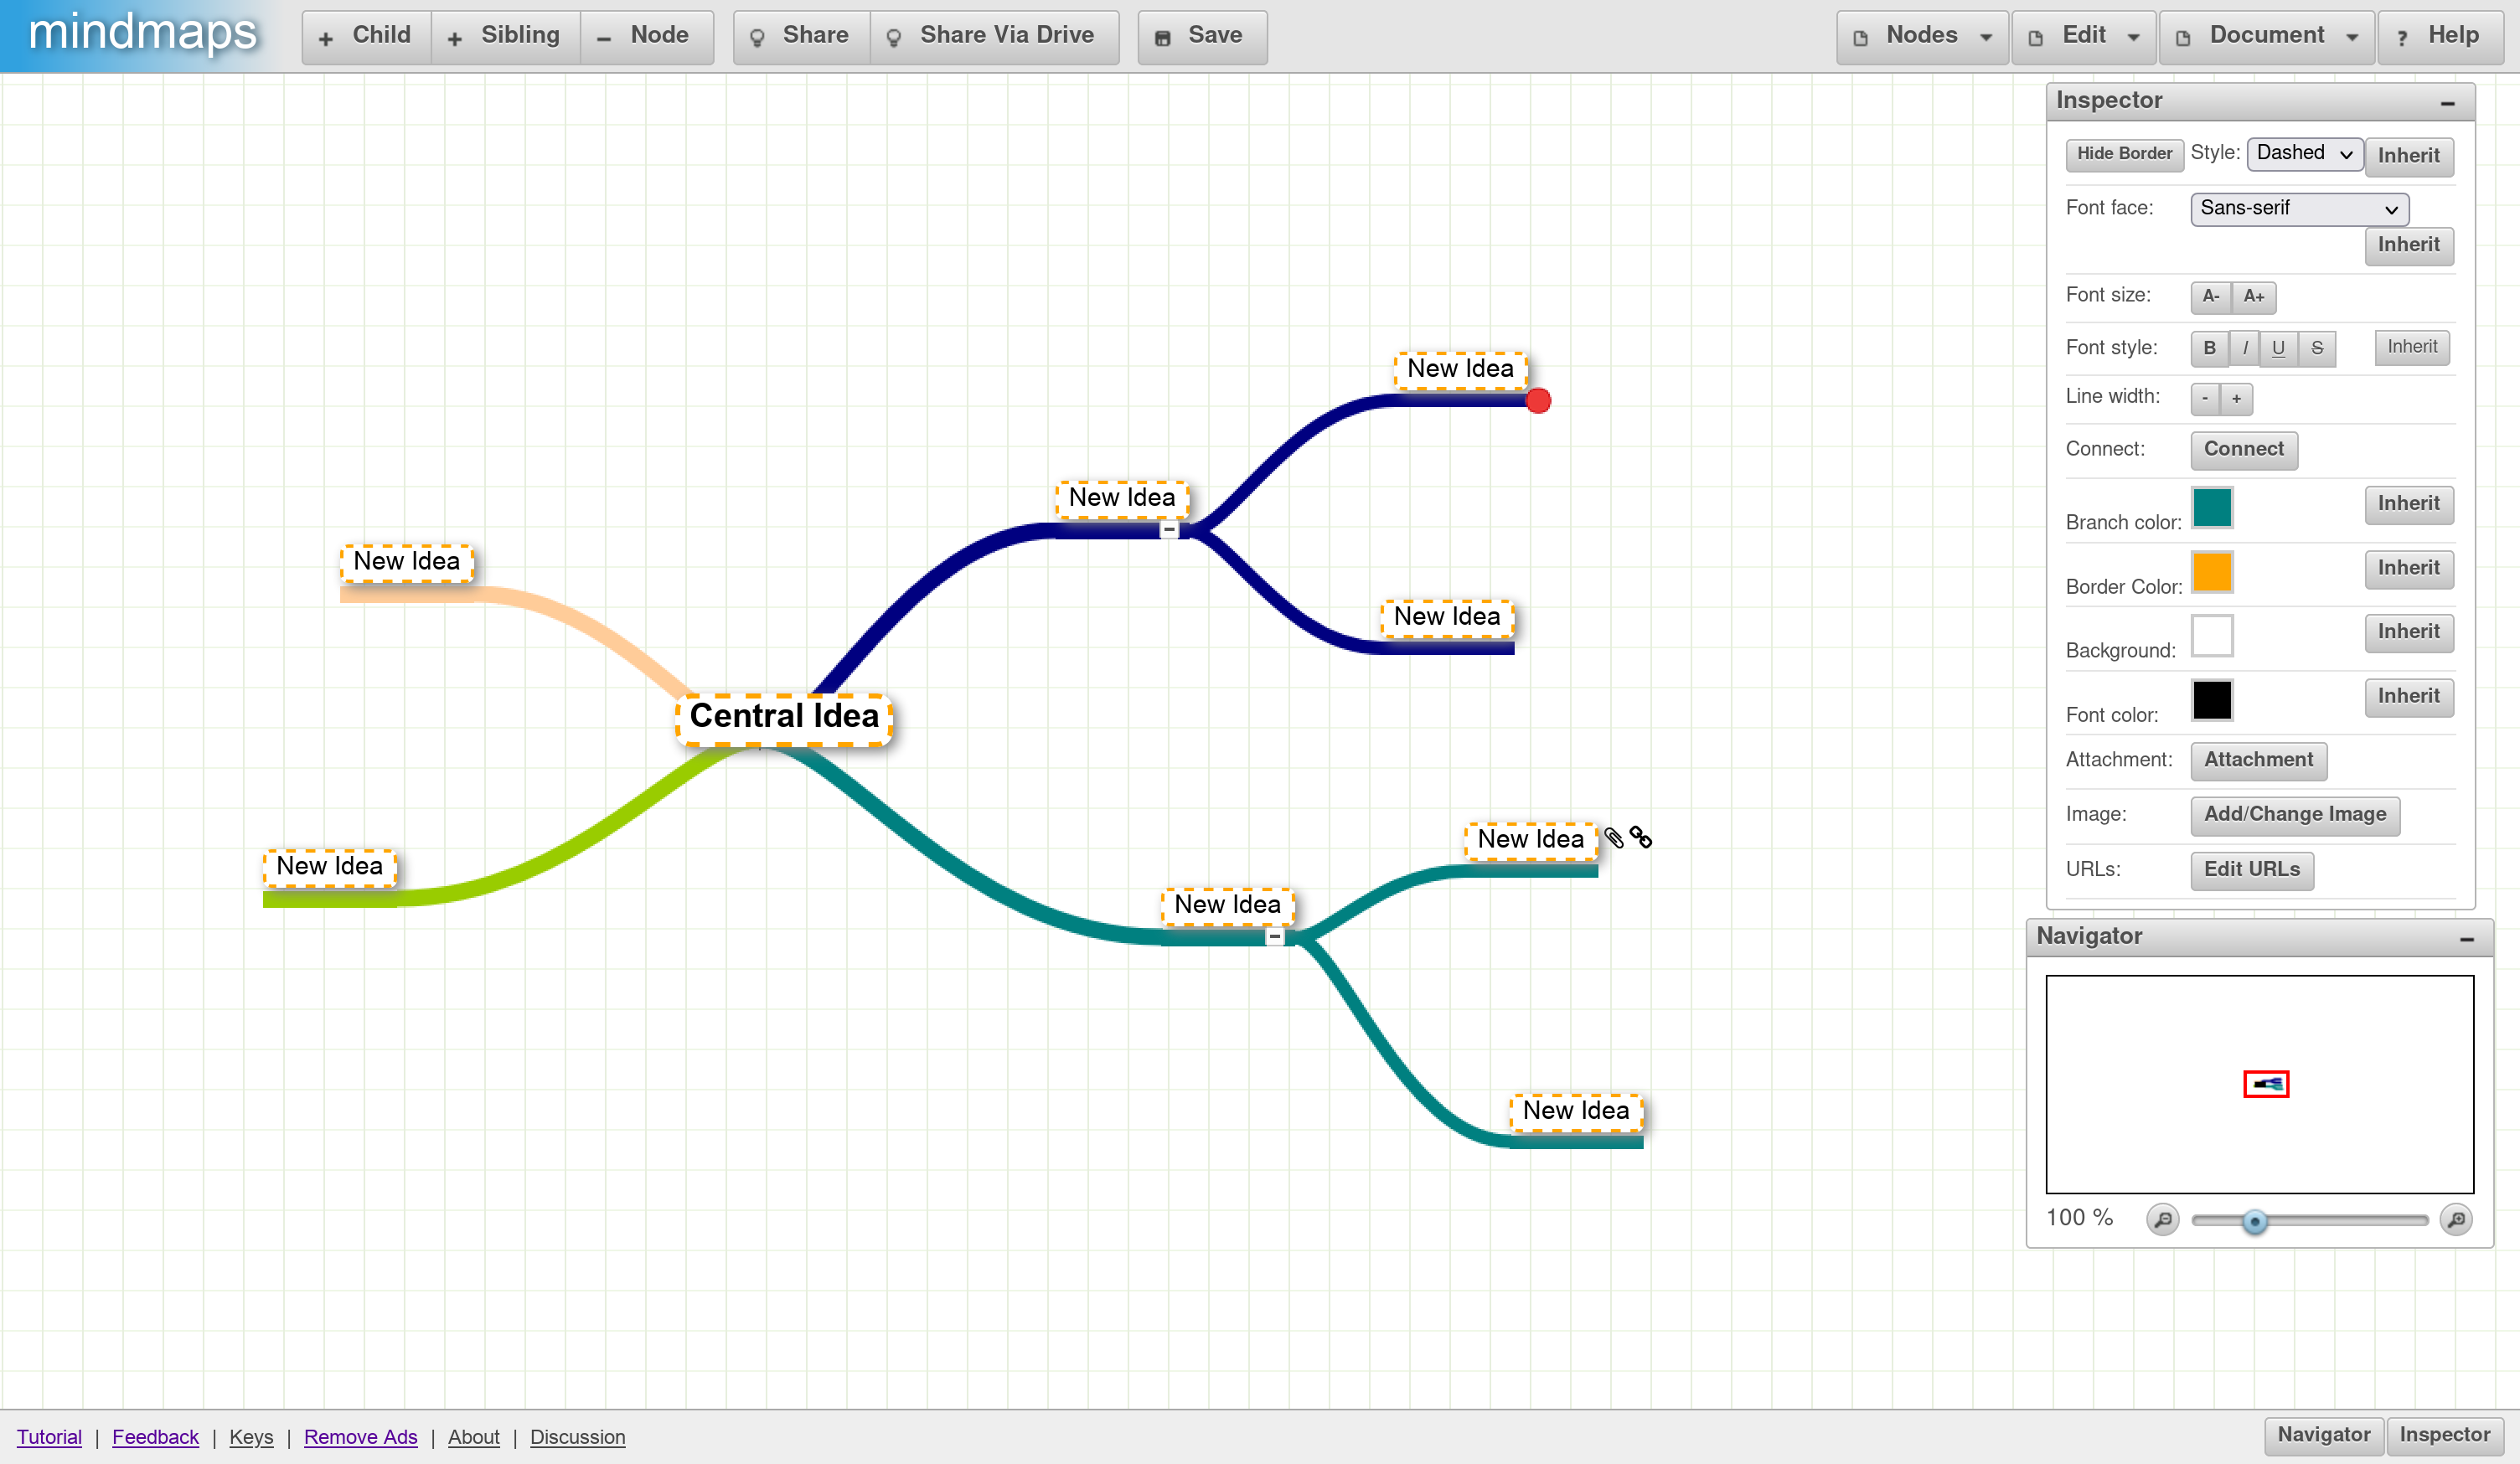 mindmaps
+ Child + Sibling − Node Share Share Via Drive Save Nodes Edit Document ? Help
Inspector −
Hide Border Style: Dashed Inherit
Font face: Sans-serif
Inherit
Font size: A- A+
Font style: B I U S Inherit
Line width: - +
Connect: Connect
Branch color: Inherit
Border Color: Inherit
Background: Inherit
Font color: Inherit
Attachment: Attachment
Image: Add/Change Image
URLs: Edit URLs
Navigator −
100 %
New Idea
New Idea
New Idea
New Idea
Central Idea
New Idea
New Idea
New Idea
New Idea
Tutorial | Feedback | Keys | Remove Ads | About | Discussion
Navigator Inspector